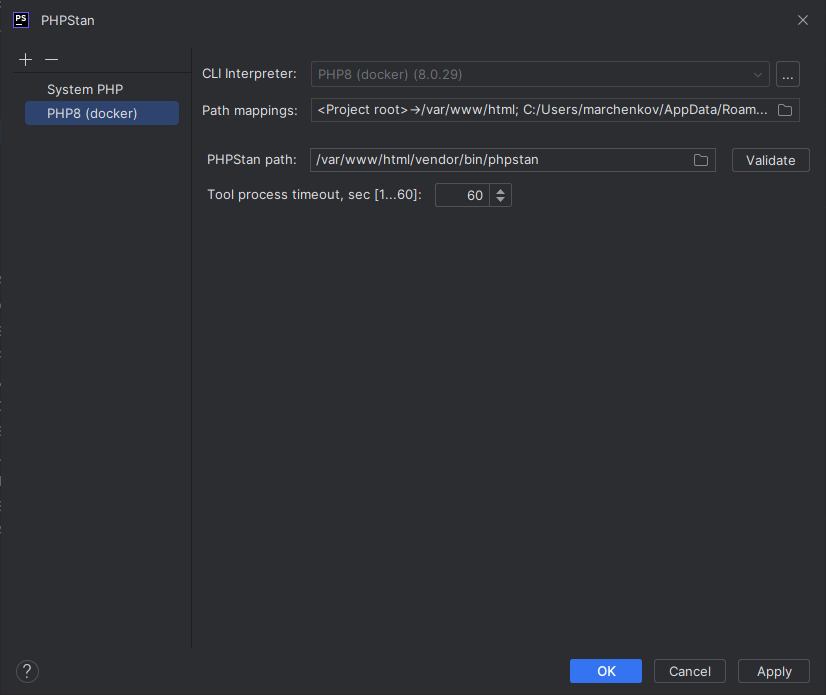 PS PHPStan
System PHP
PHP8 (docker)
CLI Interpreter: PHP8 (docker) (8.0.29) ...
Path mappings: <Project root>→/var/www/html; C:/Users/marchenkov/AppData/Roam...
PHPStan path: /var/www/html/vendor/bin/phpstan Validate
Tool process timeout, sec [1...60]: 60
? OK Cancel Apply